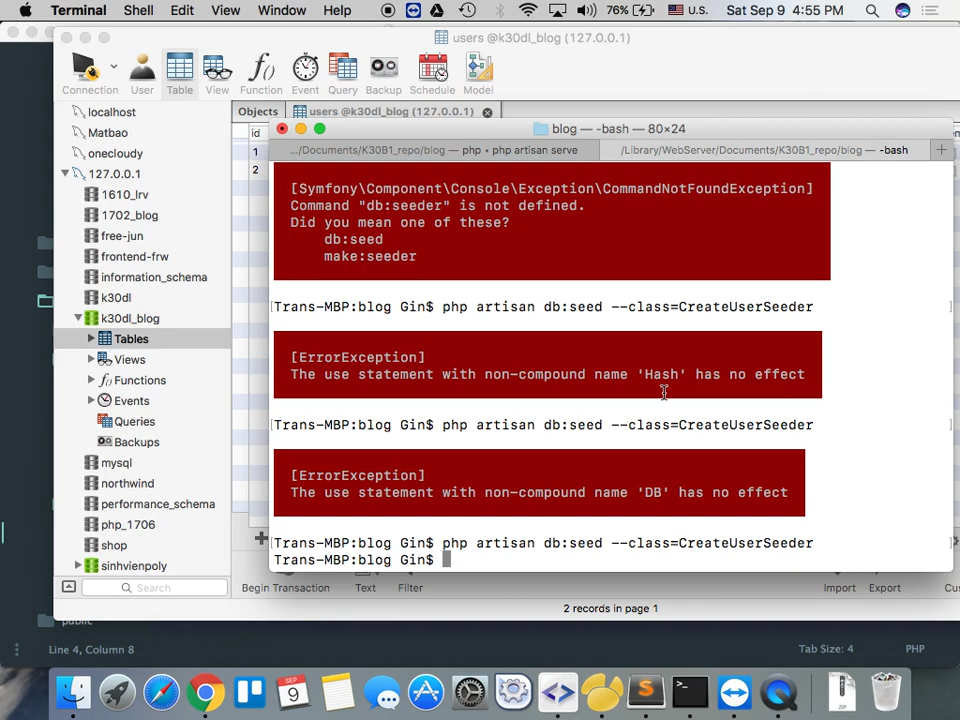 Terminal Shell Edit View Window Help 76% U.S. Sat Sep 9 4:55 PM
users @k30dl_blog (127.0.0.1)
Connection User Table View Function Event Query Backup Schedule Model
localhost
Matbao
onecloudy
127.0.0.1
1610_lrv
1702_blog
free-jun
frontend-frw
information_schema
k30dl
k30dl_blog
Tables
Views
Functions
Events
Queries
Backups
mysql
northwind
performance_schema
php_1706
shop
sinhvienpoly
Search
Objects users @k30dl_blog (127.0.0.1)
id
1
2
blog — -bash — 80×24
.../Documents/K30B1_repo/blog — php • php artisan serve /Library/WebServer/Documents/K30B1_repo/blog — -bash
[Symfony\Component\Console\Exception\CommandNotFoundException]
Command "db:seeder" is not defined.
Did you mean one of these?
db:seed
make:seeder
[Trans-MBP:blog Gin$ php artisan db:seed --class=CreateUserSeeder ]
[ErrorException]
The use statement with non-compound name 'Hash' has no effect
[Trans-MBP:blog Gin$ php artisan db:seed --class=CreateUserSeeder ]
[ErrorException]
The use statement with non-compound name 'DB' has no effect
[Trans-MBP:blog Gin$ php artisan db:seed --class=CreateUserSeeder ]
Trans-MBP:blog Gin$
Begin Transaction Text Filter Import Export
2 records in page 1
public
Line 4, Column 8 Tab Size: 4 PHP
SEP
9
ZIP